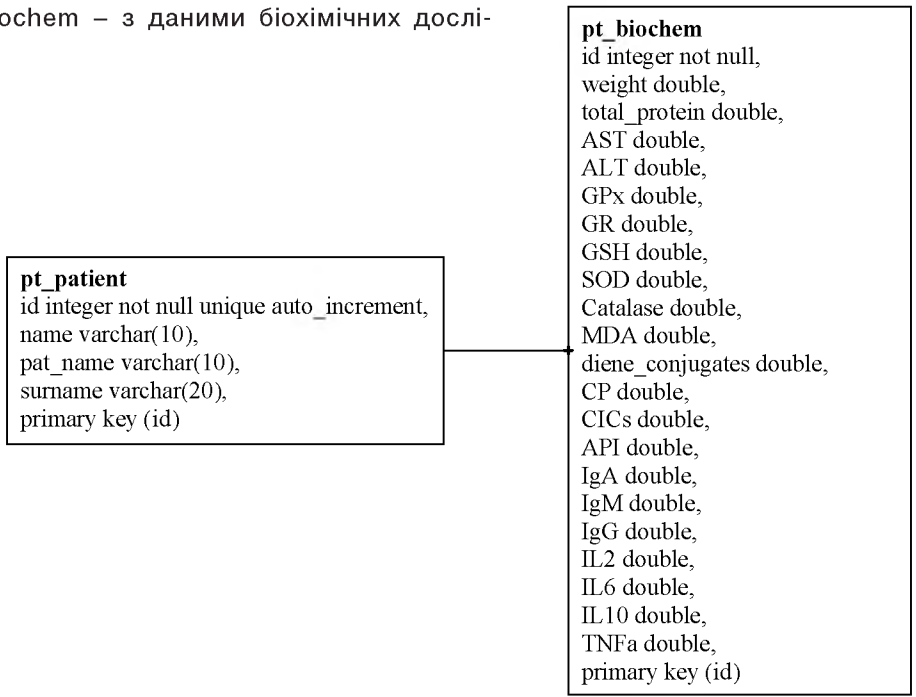 ochem – з даними біохімічних дослі-
pt_patient
id integer not null unique auto_increment,
name varchar(10),
pat_name varchar(10),
surname varchar(20),
primary key (id)
pt_biochem
id integer not null,
weight double,
total_protein double,
AST double,
ALT double,
GPx double,
GR double,
GSH double,
SOD double,
Catalase double,
MDA double,
diene_conjugates double,
CP double,
CICs double,
API double,
IgA double,
IgM double,
IgG double,
IL2 double,
IL6 double,
IL10 double,
TNFa double,
primary key (id)